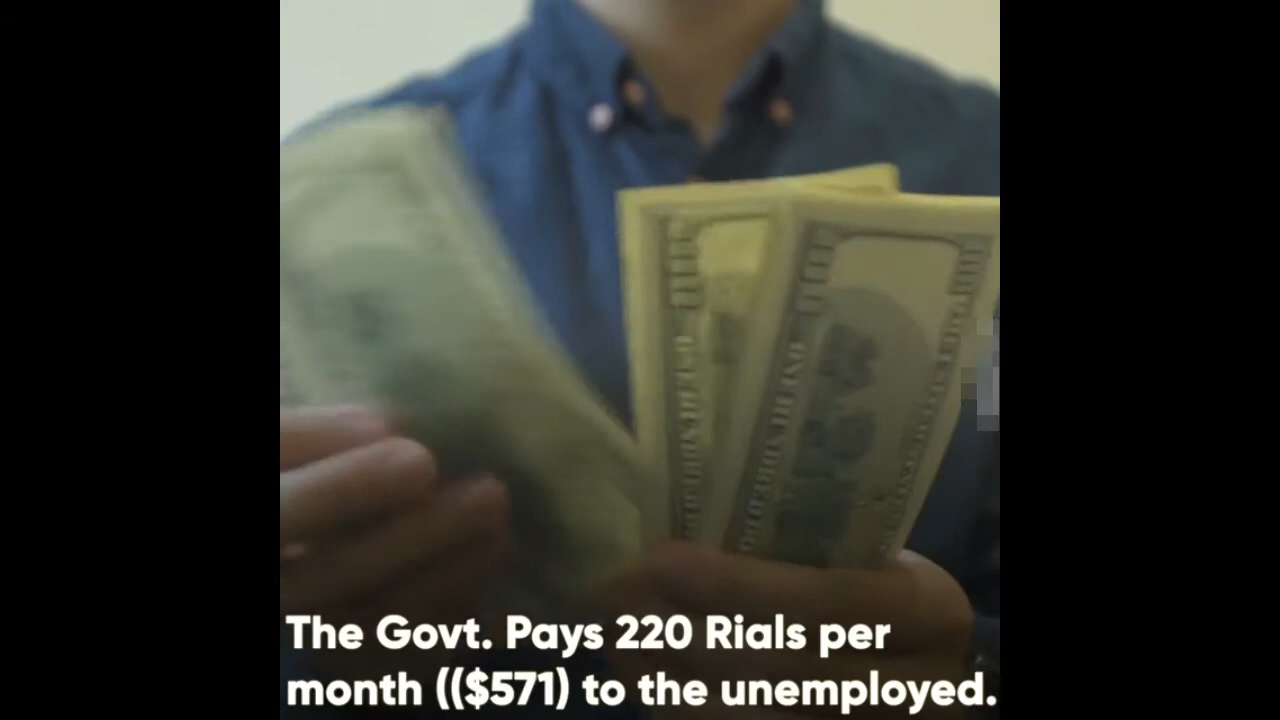 The Govt. Pays 220 Rials per
month (($571) to the unemployed.